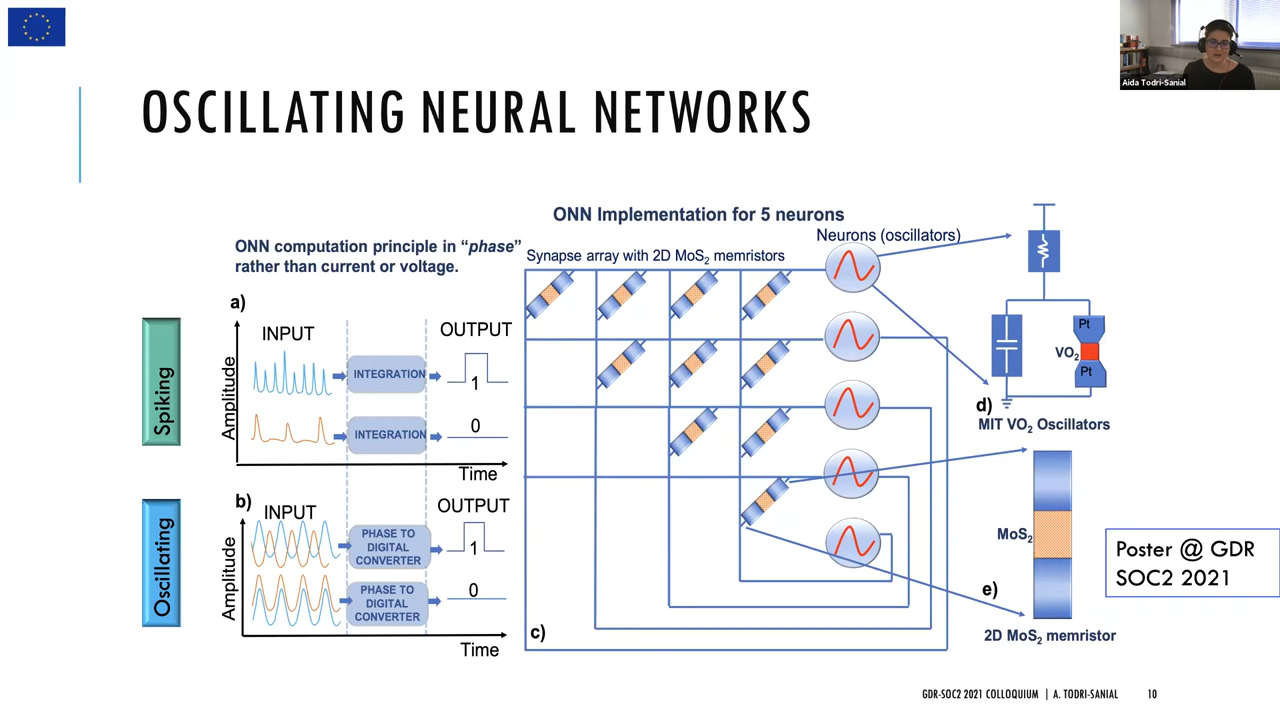 Aida Todri-Sanial
OSCILLATING NEURAL NETWORKS
ONN Implementation for 5 neurons
ONN computation principle in “phase”
rather than current or voltage.
Synapse array with 2D MoS2 memristors
Neurons (oscillators)
a)
INPUT
OUTPUT
Spiking
Amplitude
INTEGRATION
1
INTEGRATION
0
Time
b)
INPUT
OUTPUT
Oscillating
Amplitude
PHASE TO
DIGITAL
CONVERTER
1
PHASE TO
DIGITAL
CONVERTER
0
Time
c)
Pt
VO2
Pt
d)
MIT VO2 Oscillators
MoS2
e)
2D MoS2 memristor
Poster @ GDR
SOC2 2021
GDR-SOC2 2021 COLLOQUIUM | A. TODRI-SANIAL
10